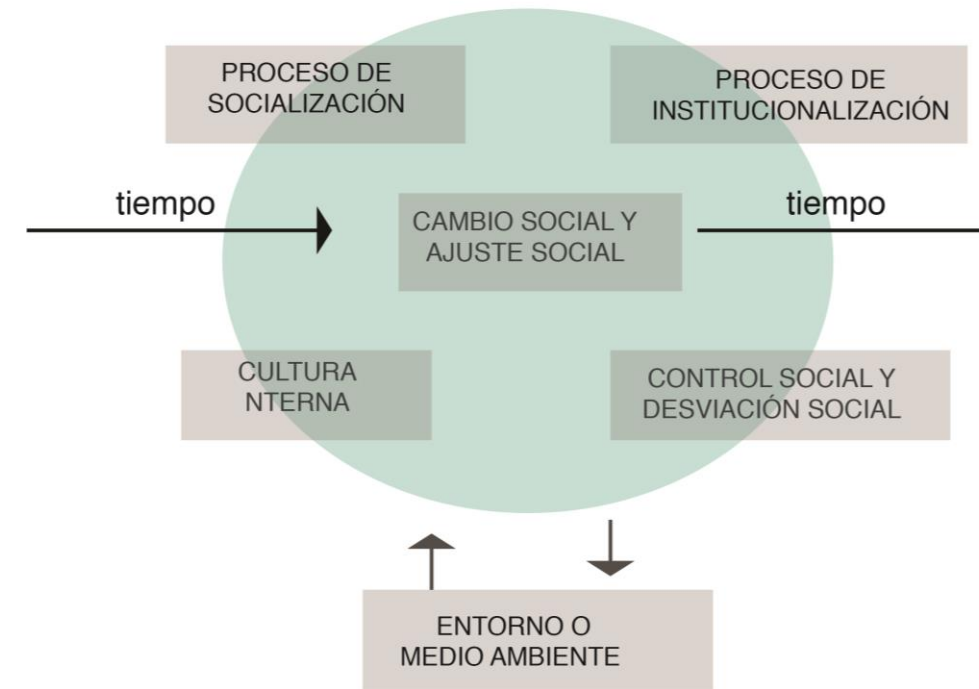 PROCESO DE
SOCIALIZACIÓN
PROCESO DE
INSTITUCIONALIZACIÓN
tiempo
CAMBIO SOCIAL Y
AJUSTE SOCIAL
tiempo
CULTURA
NTERNA
CONTROL SOCIAL Y
DESVIACIÓN SOCIAL
ENTORNO O
MEDIO AMBIENTE